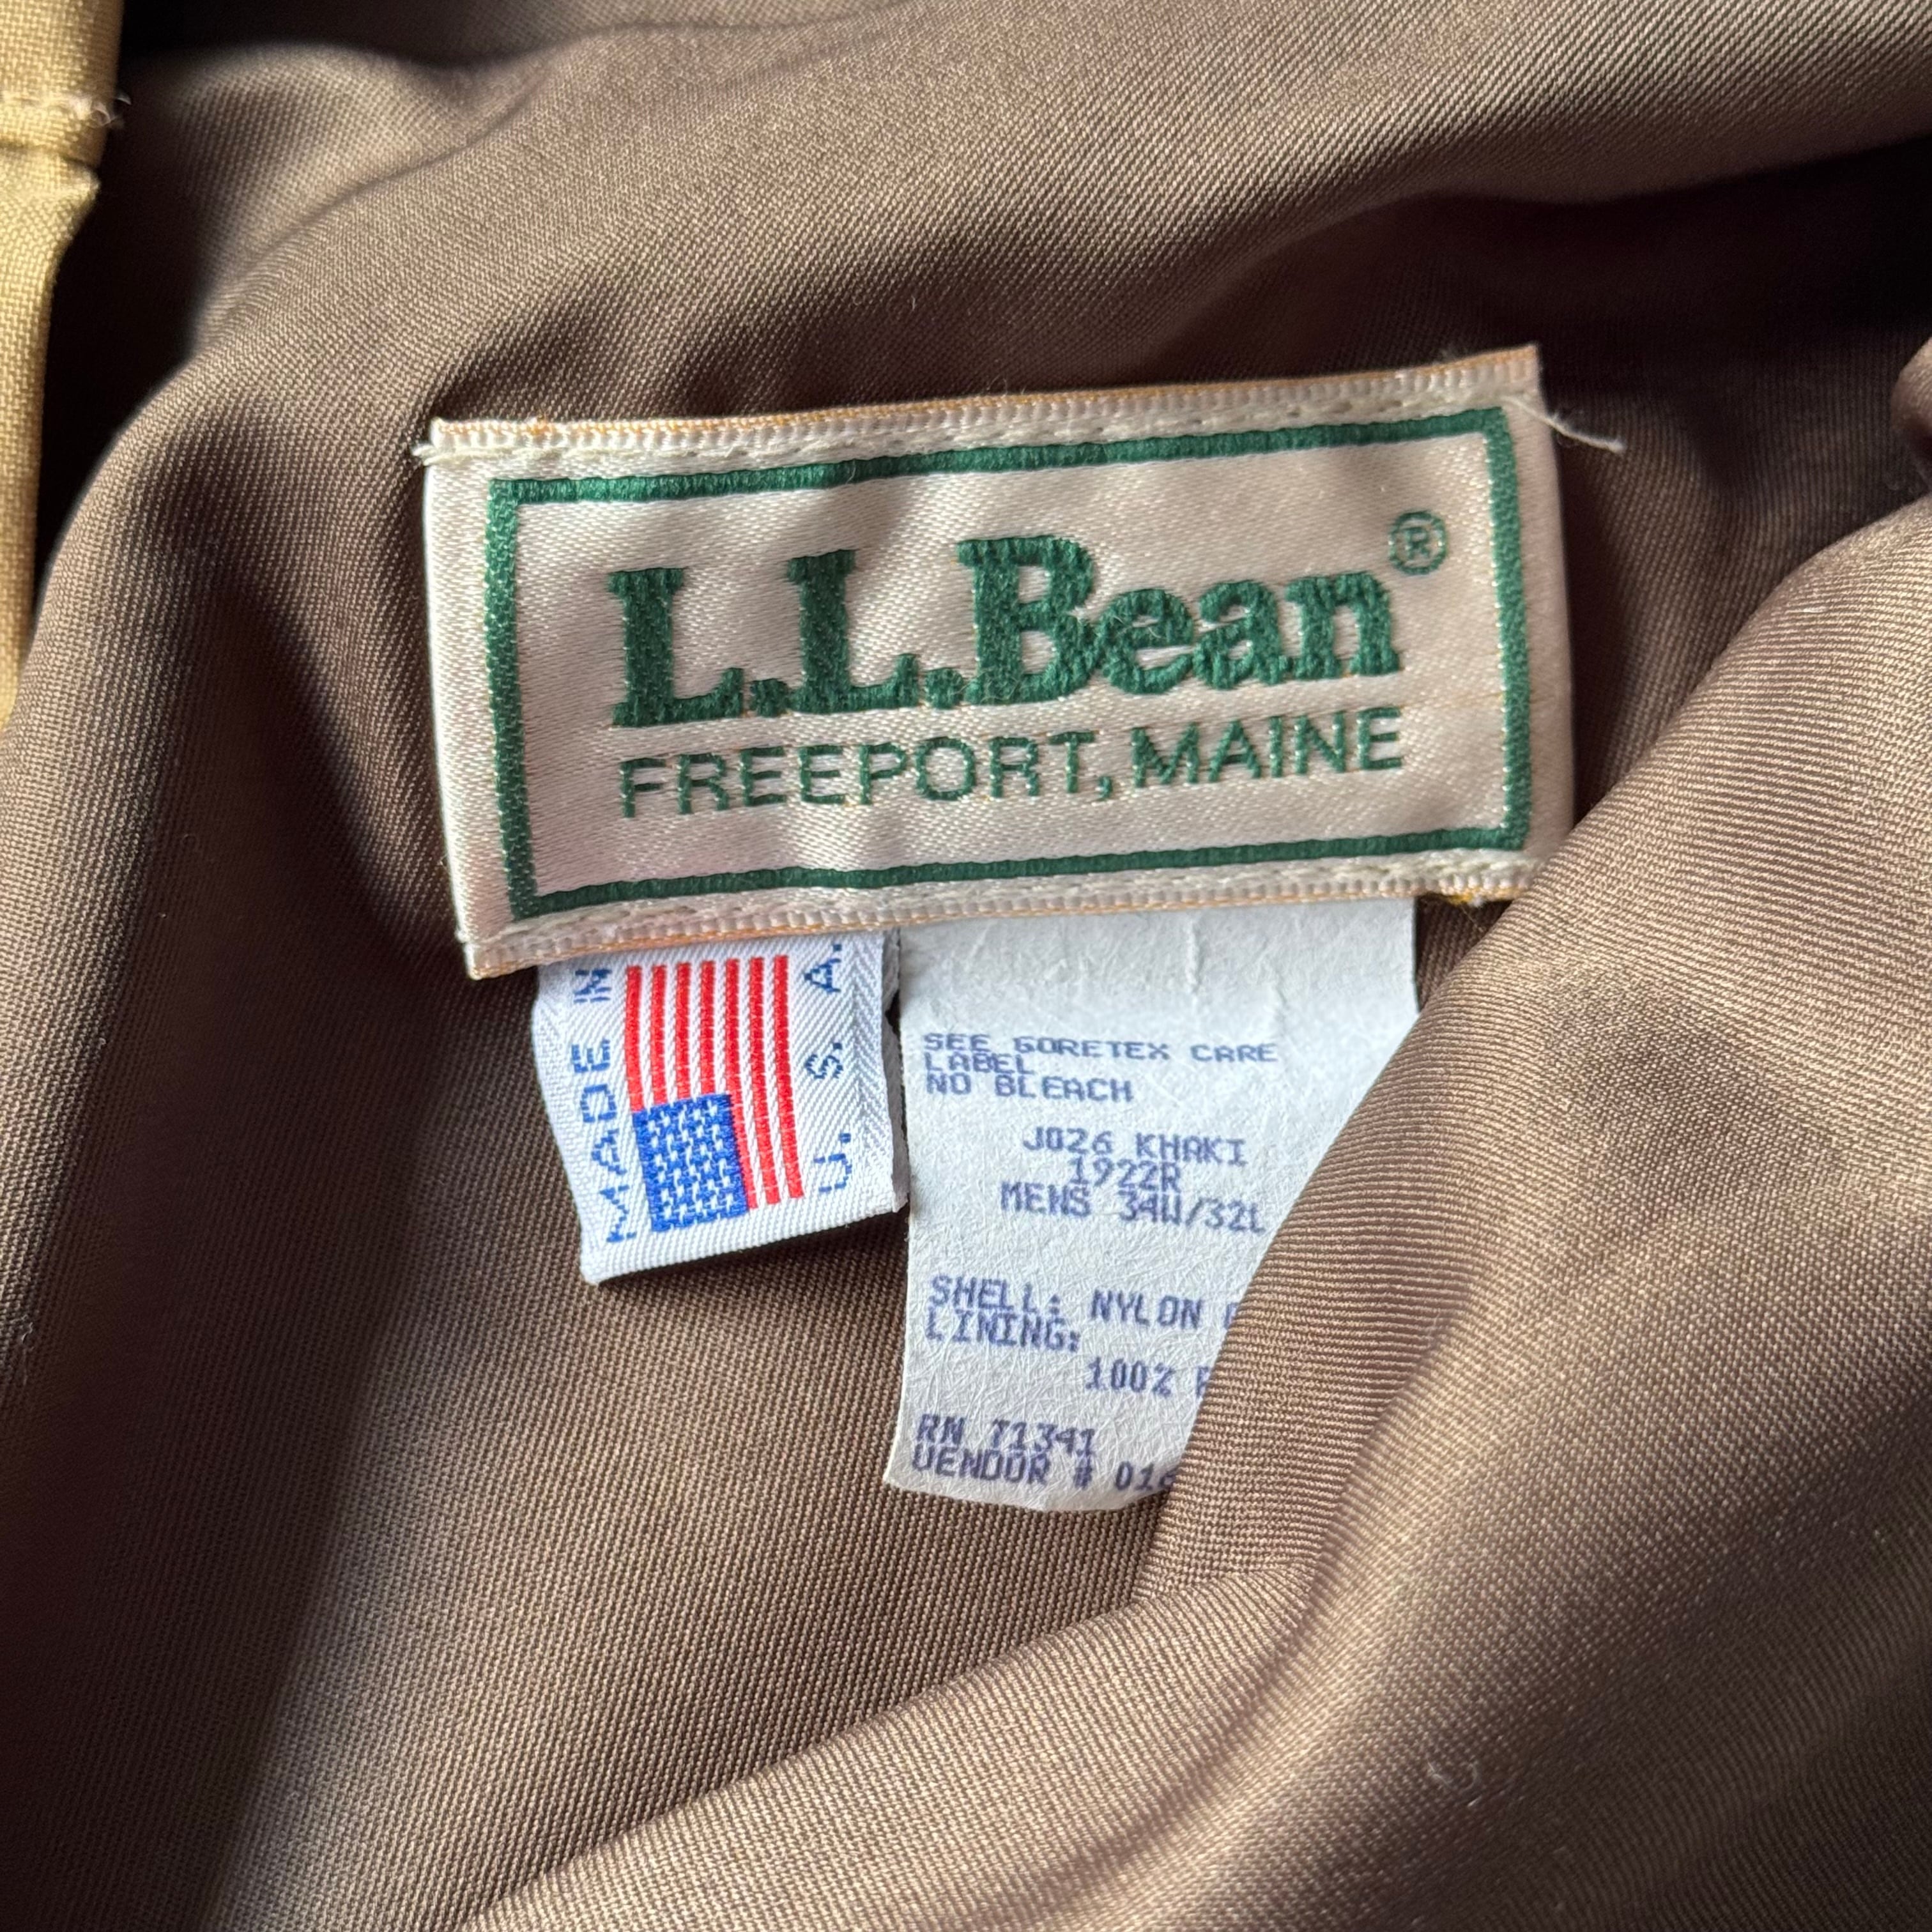 L.L.Bean®
FREEPORT, MAINE
MADE IN
U.S.A.
SEE GORETEX CARE
LABEL
NO BLEACH
J026 KHAKI
1922R
MENS 34W/32L
SHELL: NYLON
LINING:
100%
RN 71341
VENDOR # 016